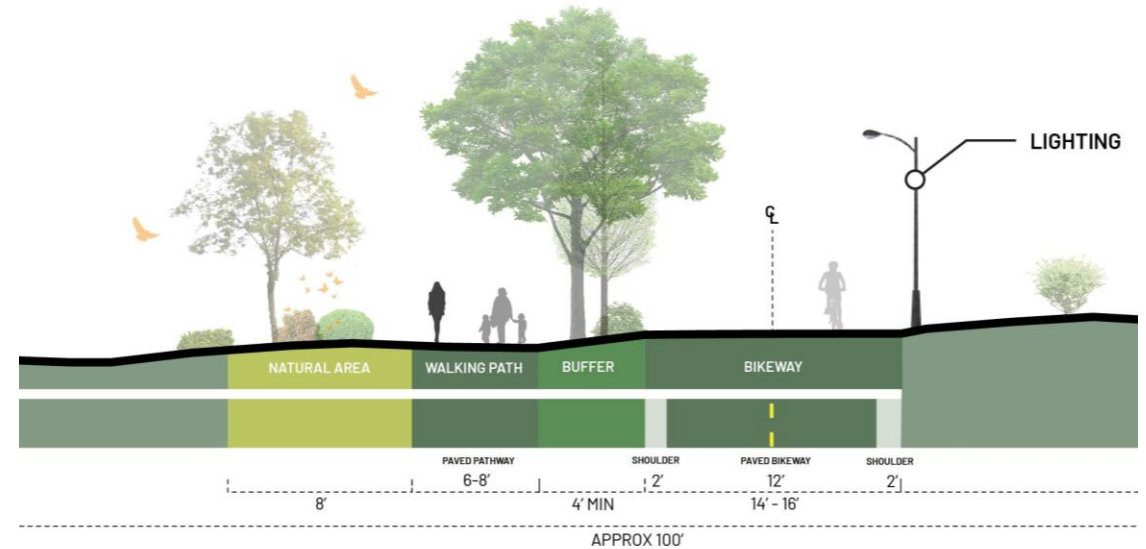 LIGHTING
℄
NATURAL AREA WALKING PATH BUFFER BIKEWAY
PAVED PATHWAY SHOULDER PAVED BIKEWAY SHOULDER
6-8’ 2’ 12’ 2’
8’ 4’ MIN 14’ - 16’
APPROX 100’